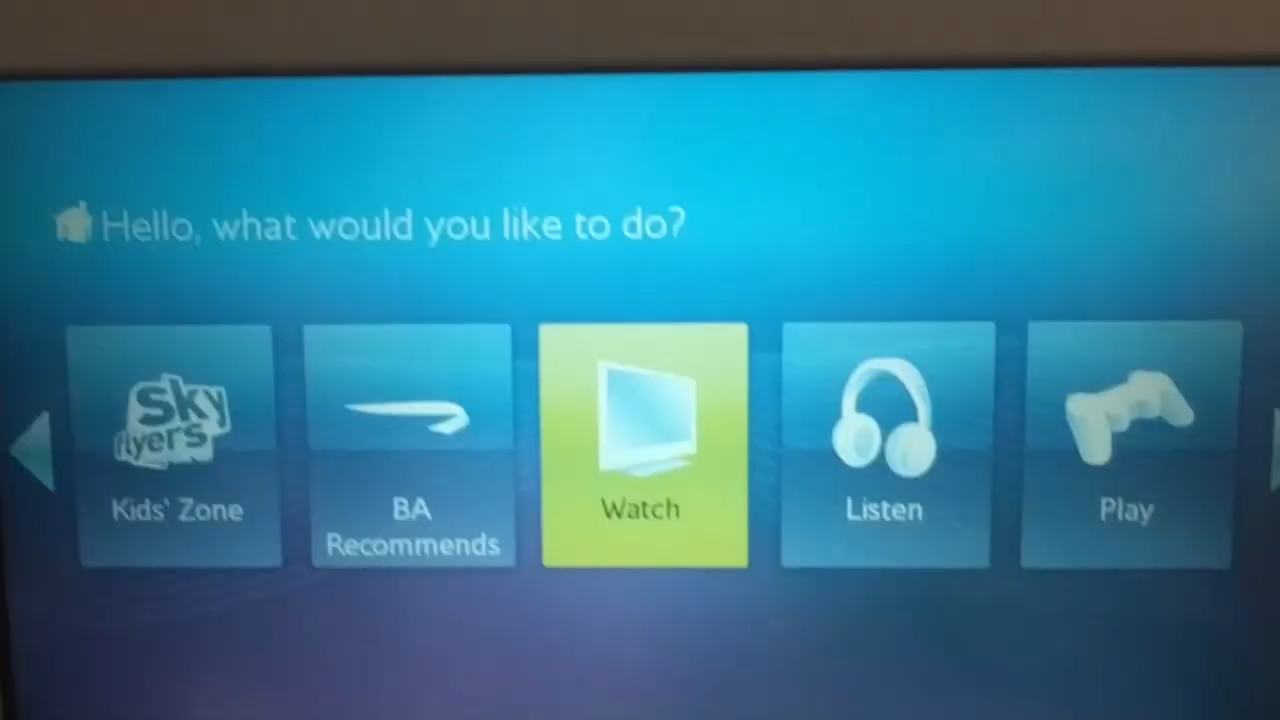 Hello, what would you like to do?
sky
flyers
Kids' Zone
BA
Recommends
Watch
Listen
Play